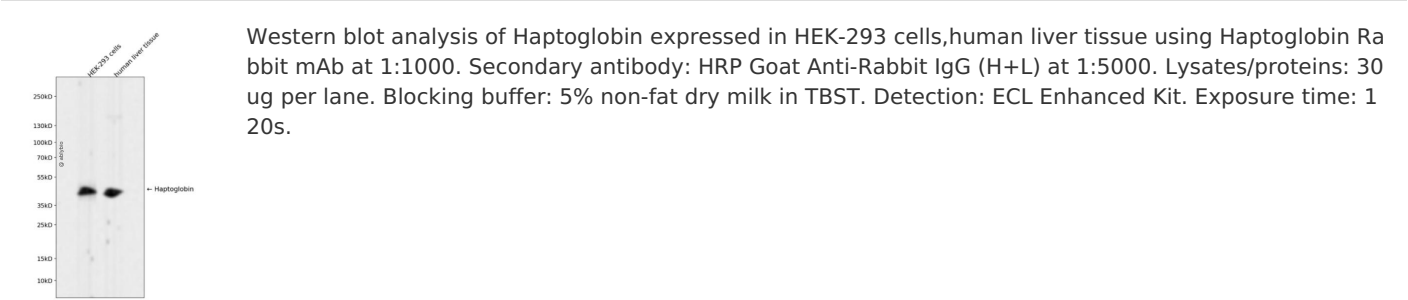 HEK-293 cells
human liver tissue
250kD
130kD
100kD
70kD
55kD
35kD
25kD
15kD
10kD
← Haptoglobin
Western blot analysis of Haptoglobin expressed in HEK-293 cells,human liver tissue using Haptoglobin Ra
bbit mAb at 1:1000. Secondary antibody: HRP Goat Anti-Rabbit IgG (H+L) at 1:5000. Lysates/proteins: 30
ug per lane. Blocking buffer: 5% non-fat dry milk in TBST. Detection: ECL Enhanced Kit. Exposure time: 1
20s.